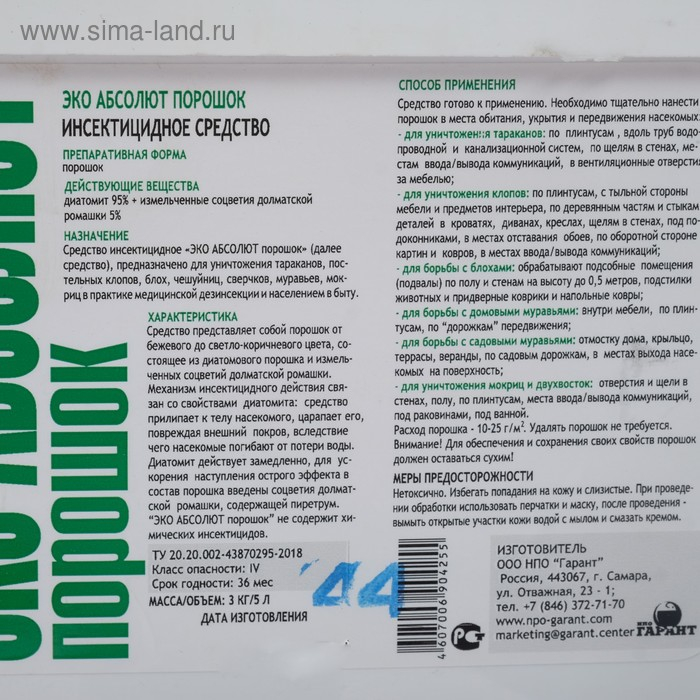 www.sima-land.ru
ЭКО АБСОЛЮТ
ПОРОШОК
ЭКО АБСОЛЮТ ПОРОШОК
ИНСЕКТИЦИДНОЕ СРЕДСТВО
ПРЕПАРАТИВНАЯ ФОРМА
порошок
ДЕЙСТВУЮЩИЕ ВЕЩЕСТВА
диатомит 95% + измельченные соцветия долматской
ромашки 5%
НАЗНАЧЕНИЕ
Средство инсектицидное «ЭКО АБСОЛЮТ порошок» (далее
средство), предназначено для уничтожения тараканов, пос-
тельных клопов, блох, чешуйниц, сверчков, муравьев, мок-
риц в практике медицинской дезинсекции и населением в быту.
ХАРАКТЕРИСТИКА
Средство представляет собой порошок от
бежевого до светло-коричневого цвета, со-
стоящее из диатомового порошка и измель-
ченных соцветий долматской ромашки.
Механизм инсектицидного действия свя-
зан со свойствами диатомита: средство
прилипает к телу насекомого, царапает его,
повреждая внешний покров, вследствие
чего насекомые погибают от потери воды.
Диатомит действует замедленно, для ус-
корения наступления острого эффекта в
состав порошка введены соцветия долмат-
ской ромашки, содержащей пиретрум.
"ЭКО АБСОЛЮТ порошок" не содержит хи-
мических инсектицидов.
ТУ 20.20.002-43870295-2018
Класс опасности: IV
Срок годности: 36 мес
МАССА/ОБЪЕМ: 3 КГ/5 Л
ДАТА ИЗГОТОВЛЕНИЯ
44
СПОСОБ ПРИМЕНЕНИЯ
Средство готово к применению. Необходимо тщательно нанести
порошок в места обитания, укрытия и передвижения насекомых:
- для уничтожения тараканов: по плинтусам , вдоль труб водо-
проводной и канализационной систем, по щелям в стенах, ме-
стам ввода/вывода коммуникаций, в вентиляционные отверстия
за мебелью;
- для уничтожения клопов: по плинтусам, с тыльной стороны
мебели и предметов интерьера, по деревянным частям и стыкам
деталей в кроватях, диванах, креслах, щелям в стенах, под по-
доконниками, в местах отставания обоев, по оборотной стороне
картин и ковров, в местах ввода/вывода коммуникаций;
- для борьбы с блохами: обрабатывают подсобные помещения
(подвалы) по полу и стенам на высоту до 0,5 метров, подстилки
животных и придверные коврики и напольные ковры;
- для борьбы с домовыми муравьями: внутри мебели, по плин-
тусам, по "дорожкам" передвижения;
- для борьбы с садовыми муравьями: отмостку дома, крыльцо,
террасы, веранды, по садовым дорожкам, в местах выхода насе-
комых на поверхность;
- для уничтожения мокриц и двухвосток: отверстия и щели в
стенах, полу, по плинтусам, места ввода/вывода коммуникаций,
под раковинами, под ванной.
Расход порошка - 10-25 г/м². Удалять порошок не требуется.
Внимание! Для обеспечения и сохранения своих свойств порошок
должен оставаться сухим!
МЕРЫ ПРЕДОСТОРОЖНОСТИ
Нетоксично. Избегать попадания на кожу и слизистые. При проведе-
нии обработки использовать перчатки и маску, после проведения -
вымыть открытые участки кожи водой с мылом и смазать кремом.
4607006904255
РСТ
ИЗГОТОВИТЕЛЬ
ООО НПО "Гарант"
Россия, 443067, г. Самара,
ул. Отважная, 23 - 1;
тел. +7 (846) 372-71-70
www.npo-garant.com
marketing@garant.center
НПО
ГАРАНТ